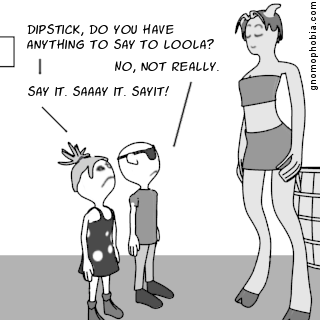 DIPSTICK, DO YOU HAVE
ANYTHING TO SAY TO LOOLA?
NO, NOT REALLY.
SAY IT. SAAAY IT. SAYIT!
gnomophobia.com